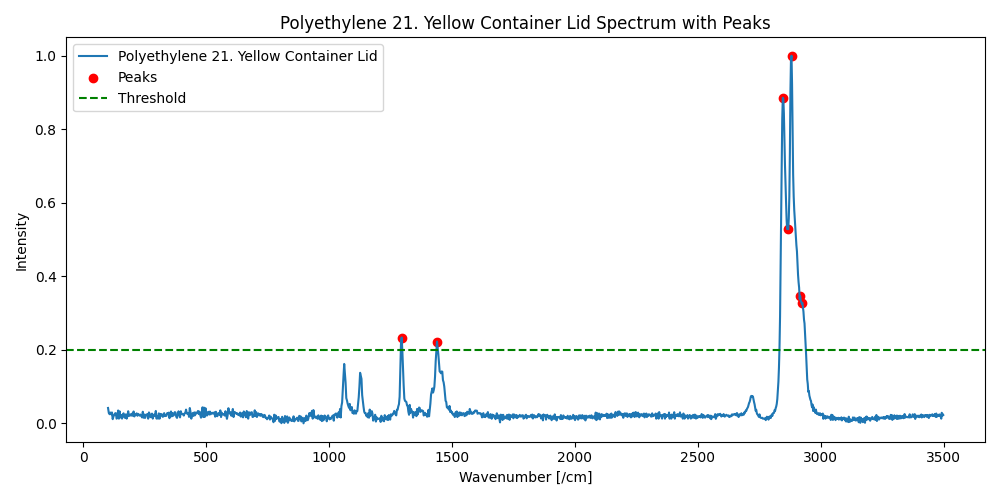 Polyethylene 21. Yellow Container Lid Spectrum with Peaks
Polyethylene 21. Yellow Container Lid
Peaks
Threshold
1.0
0.8
0.6
0.4
0.2
0.0
Intensity
0 500 1000 1500 2000 2500 3000 3500
Wavenumber [/cm]